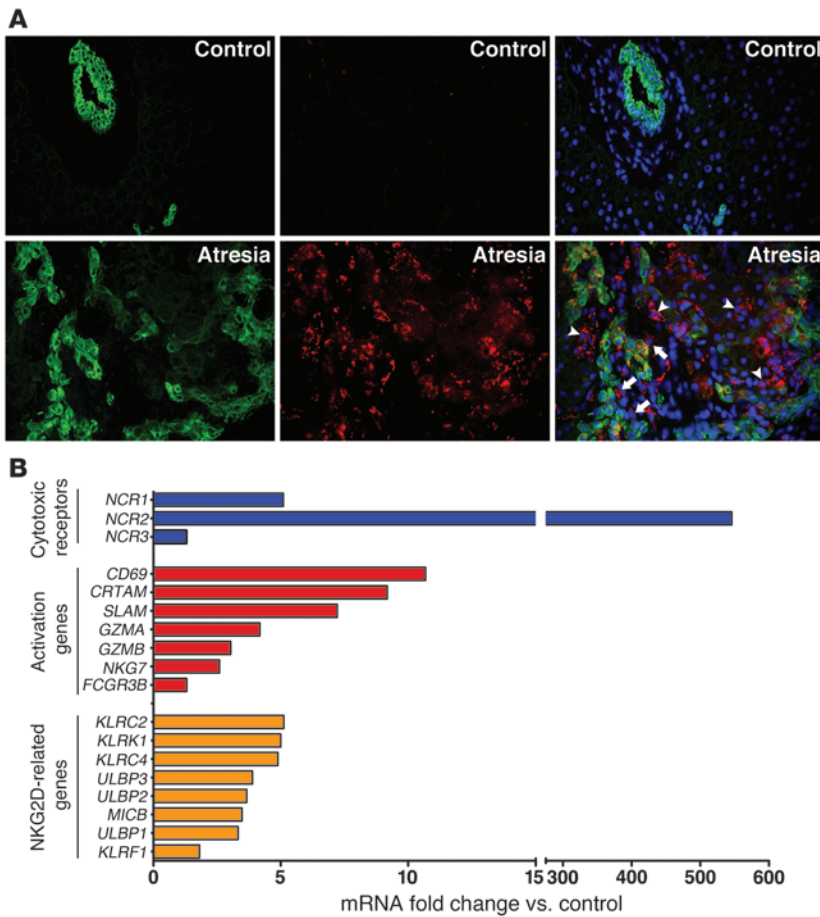 A
Control
Control
Control
Atresia
Atresia
Atresia
B
Cytotoxic
receptors
NCR1
NCR2
NCR3
Activation
genes
CD69
CRTAM
SLAM
GZMA
GZMB
NKG7
FCGR3B
NKG2D-related
genes
KLRC2
KLRK1
KLRC4
ULBP3
ULBP2
MICB
ULBP1
KLRF1
0 5 10 15 300 400 500 600
mRNA fold change vs. control